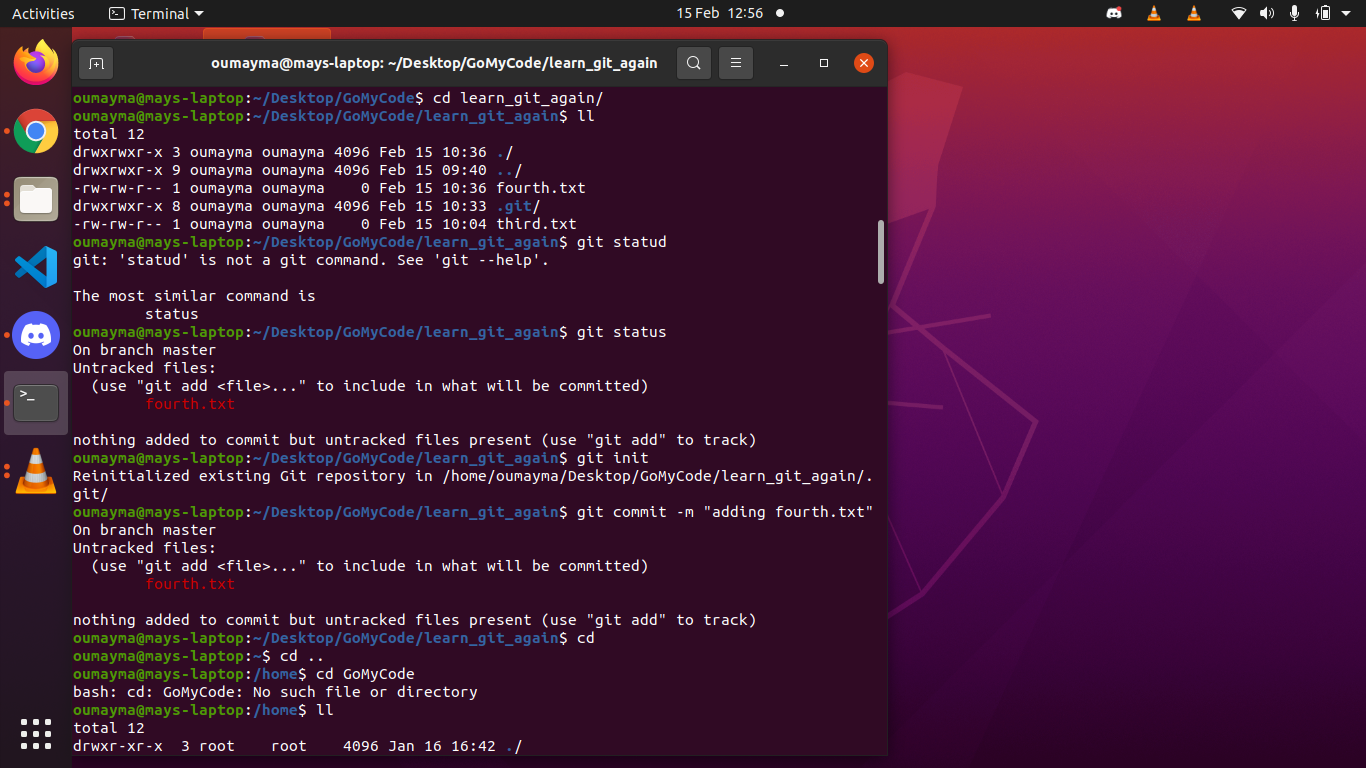 Activities
Terminal
15 Feb 12:56
oumayma@mays-laptop: ~/Desktop/GoMyCode/learn_git_again
oumayma@mays-laptop:~/Desktop/GoMyCode$ cd learn_git_again/
oumayma@mays-laptop:~/Desktop/GoMyCode/learn_git_again$ ll
total 12
drwxrwxr-x 3 oumayma oumayma 4096 Feb 15 10:36 ./
drwxrwxr-x 9 oumayma oumayma 4096 Feb 15 09:40 ../
-rw-rw-r-- 1 oumayma oumayma    0 Feb 15 10:36 fourth.txt
drwxrwxr-x 8 oumayma oumayma 4096 Feb 15 10:33 .git/
-rw-rw-r-- 1 oumayma oumayma    0 Feb 15 10:04 third.txt
oumayma@mays-laptop:~/Desktop/GoMyCode/learn_git_again$ git statud
git: 'statud' is not a git command. See 'git --help'.
The most similar command is
        status
oumayma@mays-laptop:~/Desktop/GoMyCode/learn_git_again$ git status
On branch master
Untracked files:
  (use "git add <file>..." to include in what will be committed)
        fourth.txt
nothing added to commit but untracked files present (use "git add" to track)
oumayma@mays-laptop:~/Desktop/GoMyCode/learn_git_again$ git init
Reinitialized existing Git repository in /home/oumayma/Desktop/GoMyCode/learn_git_again/.
git/
oumayma@mays-laptop:~/Desktop/GoMyCode/learn_git_again$ git commit -m "adding fourth.txt"
On branch master
Untracked files:
  (use "git add <file>..." to include in what will be committed)
        fourth.txt
nothing added to commit but untracked files present (use "git add" to track)
oumayma@mays-laptop:~/Desktop/GoMyCode/learn_git_again$ cd
oumayma@mays-laptop:~$ cd ..
oumayma@mays-laptop:/home$ cd GoMyCode
bash: cd: GoMyCode: No such file or directory
oumayma@mays-laptop:/home$ ll
total 12
drwxr-xr-x  3 root    root    4096 Jan 16 16:42 ./